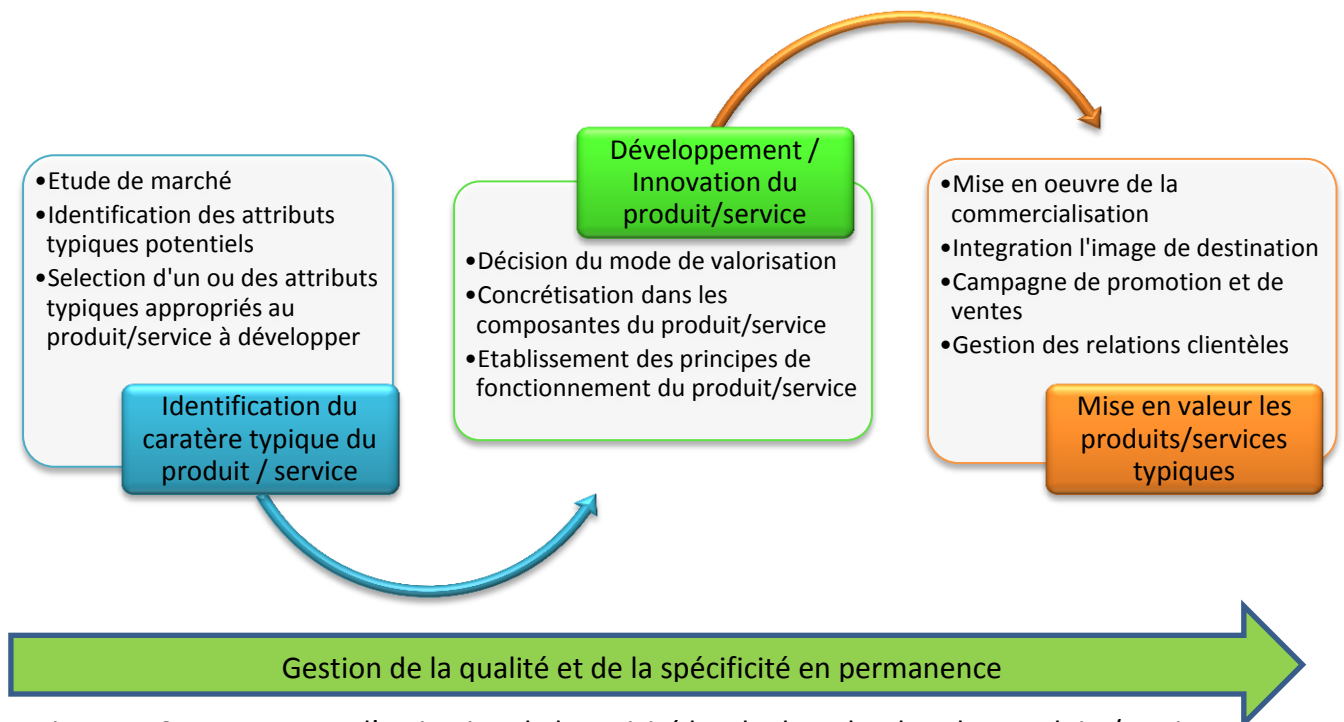 •Etude de marché
•Identification des attributs
typiques potentiels
•Selection d'un ou des attributs
typiques appropriés au
produit/service à développer
Identification du
caratère typique du
produit / service
Développement /
Innovation du
produit/service
•Décision du mode de valorisation
•Concrétisation dans les
composantes du produit/service
•Etablissement des principes de
fonctionnement du produit/service
•Mise en oeuvre de la
commercialisation
•Integration l'image de destination
•Campagne de promotion et de
ventes
•Gestion des relations clientèles
Mise en valeur les
produits/services
typiques
Gestion de la qualité et de la spécificité en permanence